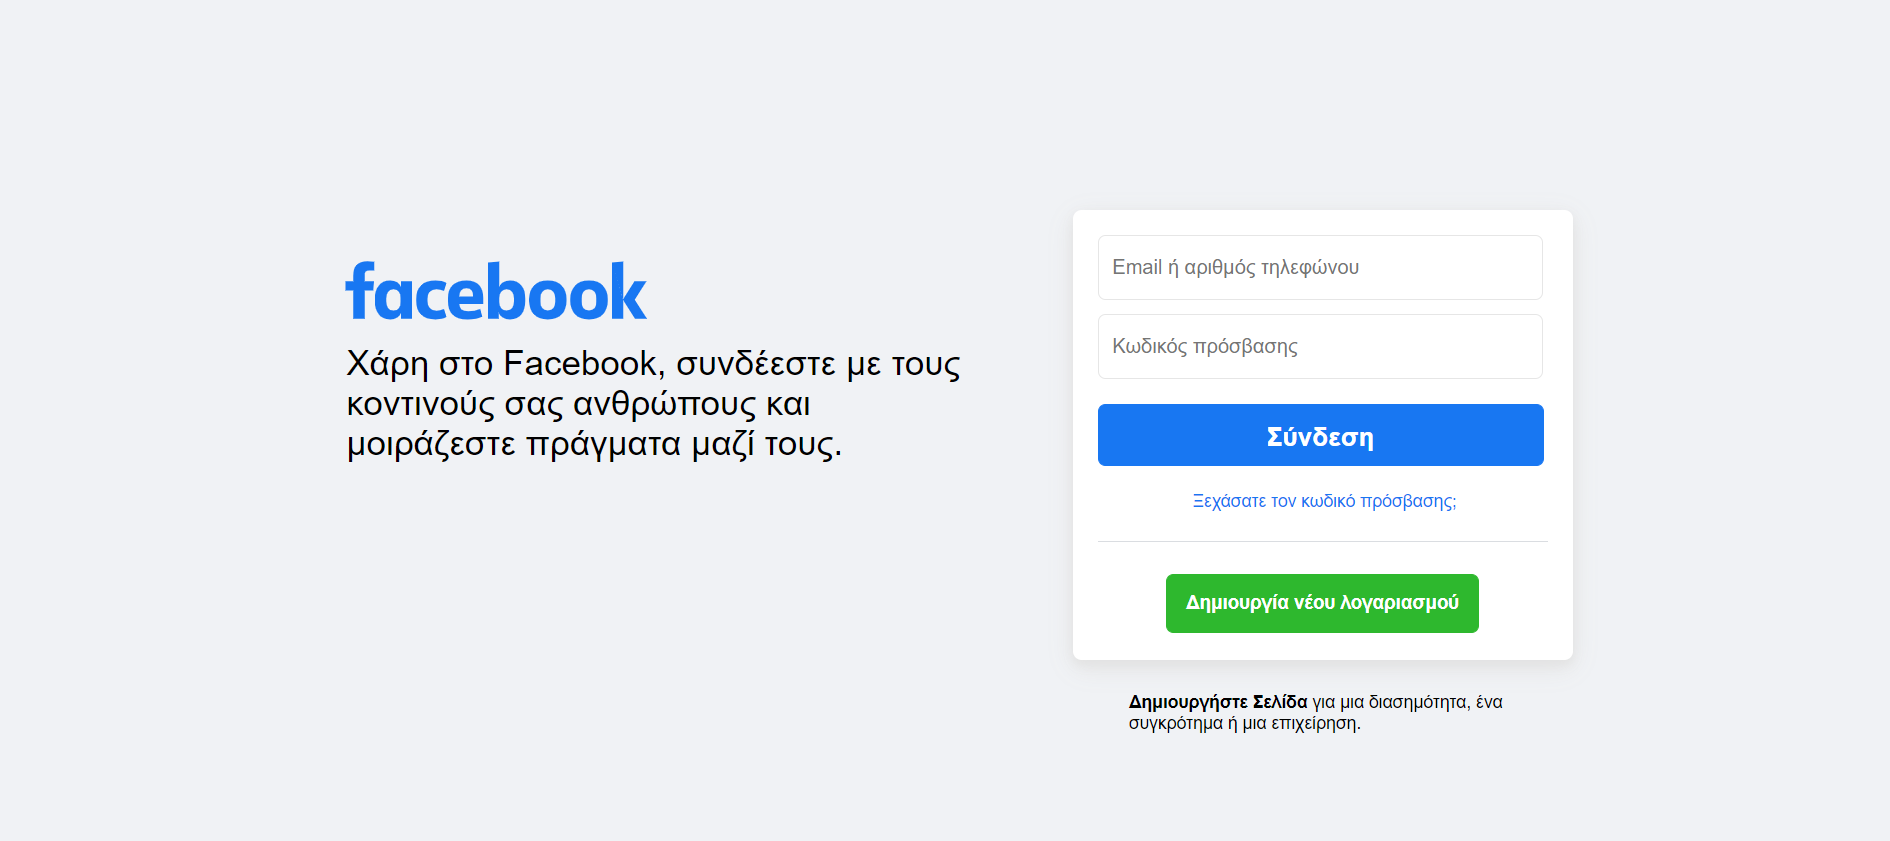 facebook
Χάρη στο Facebook, συνδέεστε με τους
κοντινούς σας ανθρώπους και
μοιράζεστε πράγματα μαζί τους.
Email ή αριθμός τηλεφώνου
Κωδικός πρόσβασης
Σύνδεση
Ξεχάσατε τον κωδικό πρόσβασης;
Δημιουργία νέου λογαριασμού
Δημιουργήστε Σελίδα για μια διασημότητα, ένα
συγκρότημα ή μια επιχείρηση.